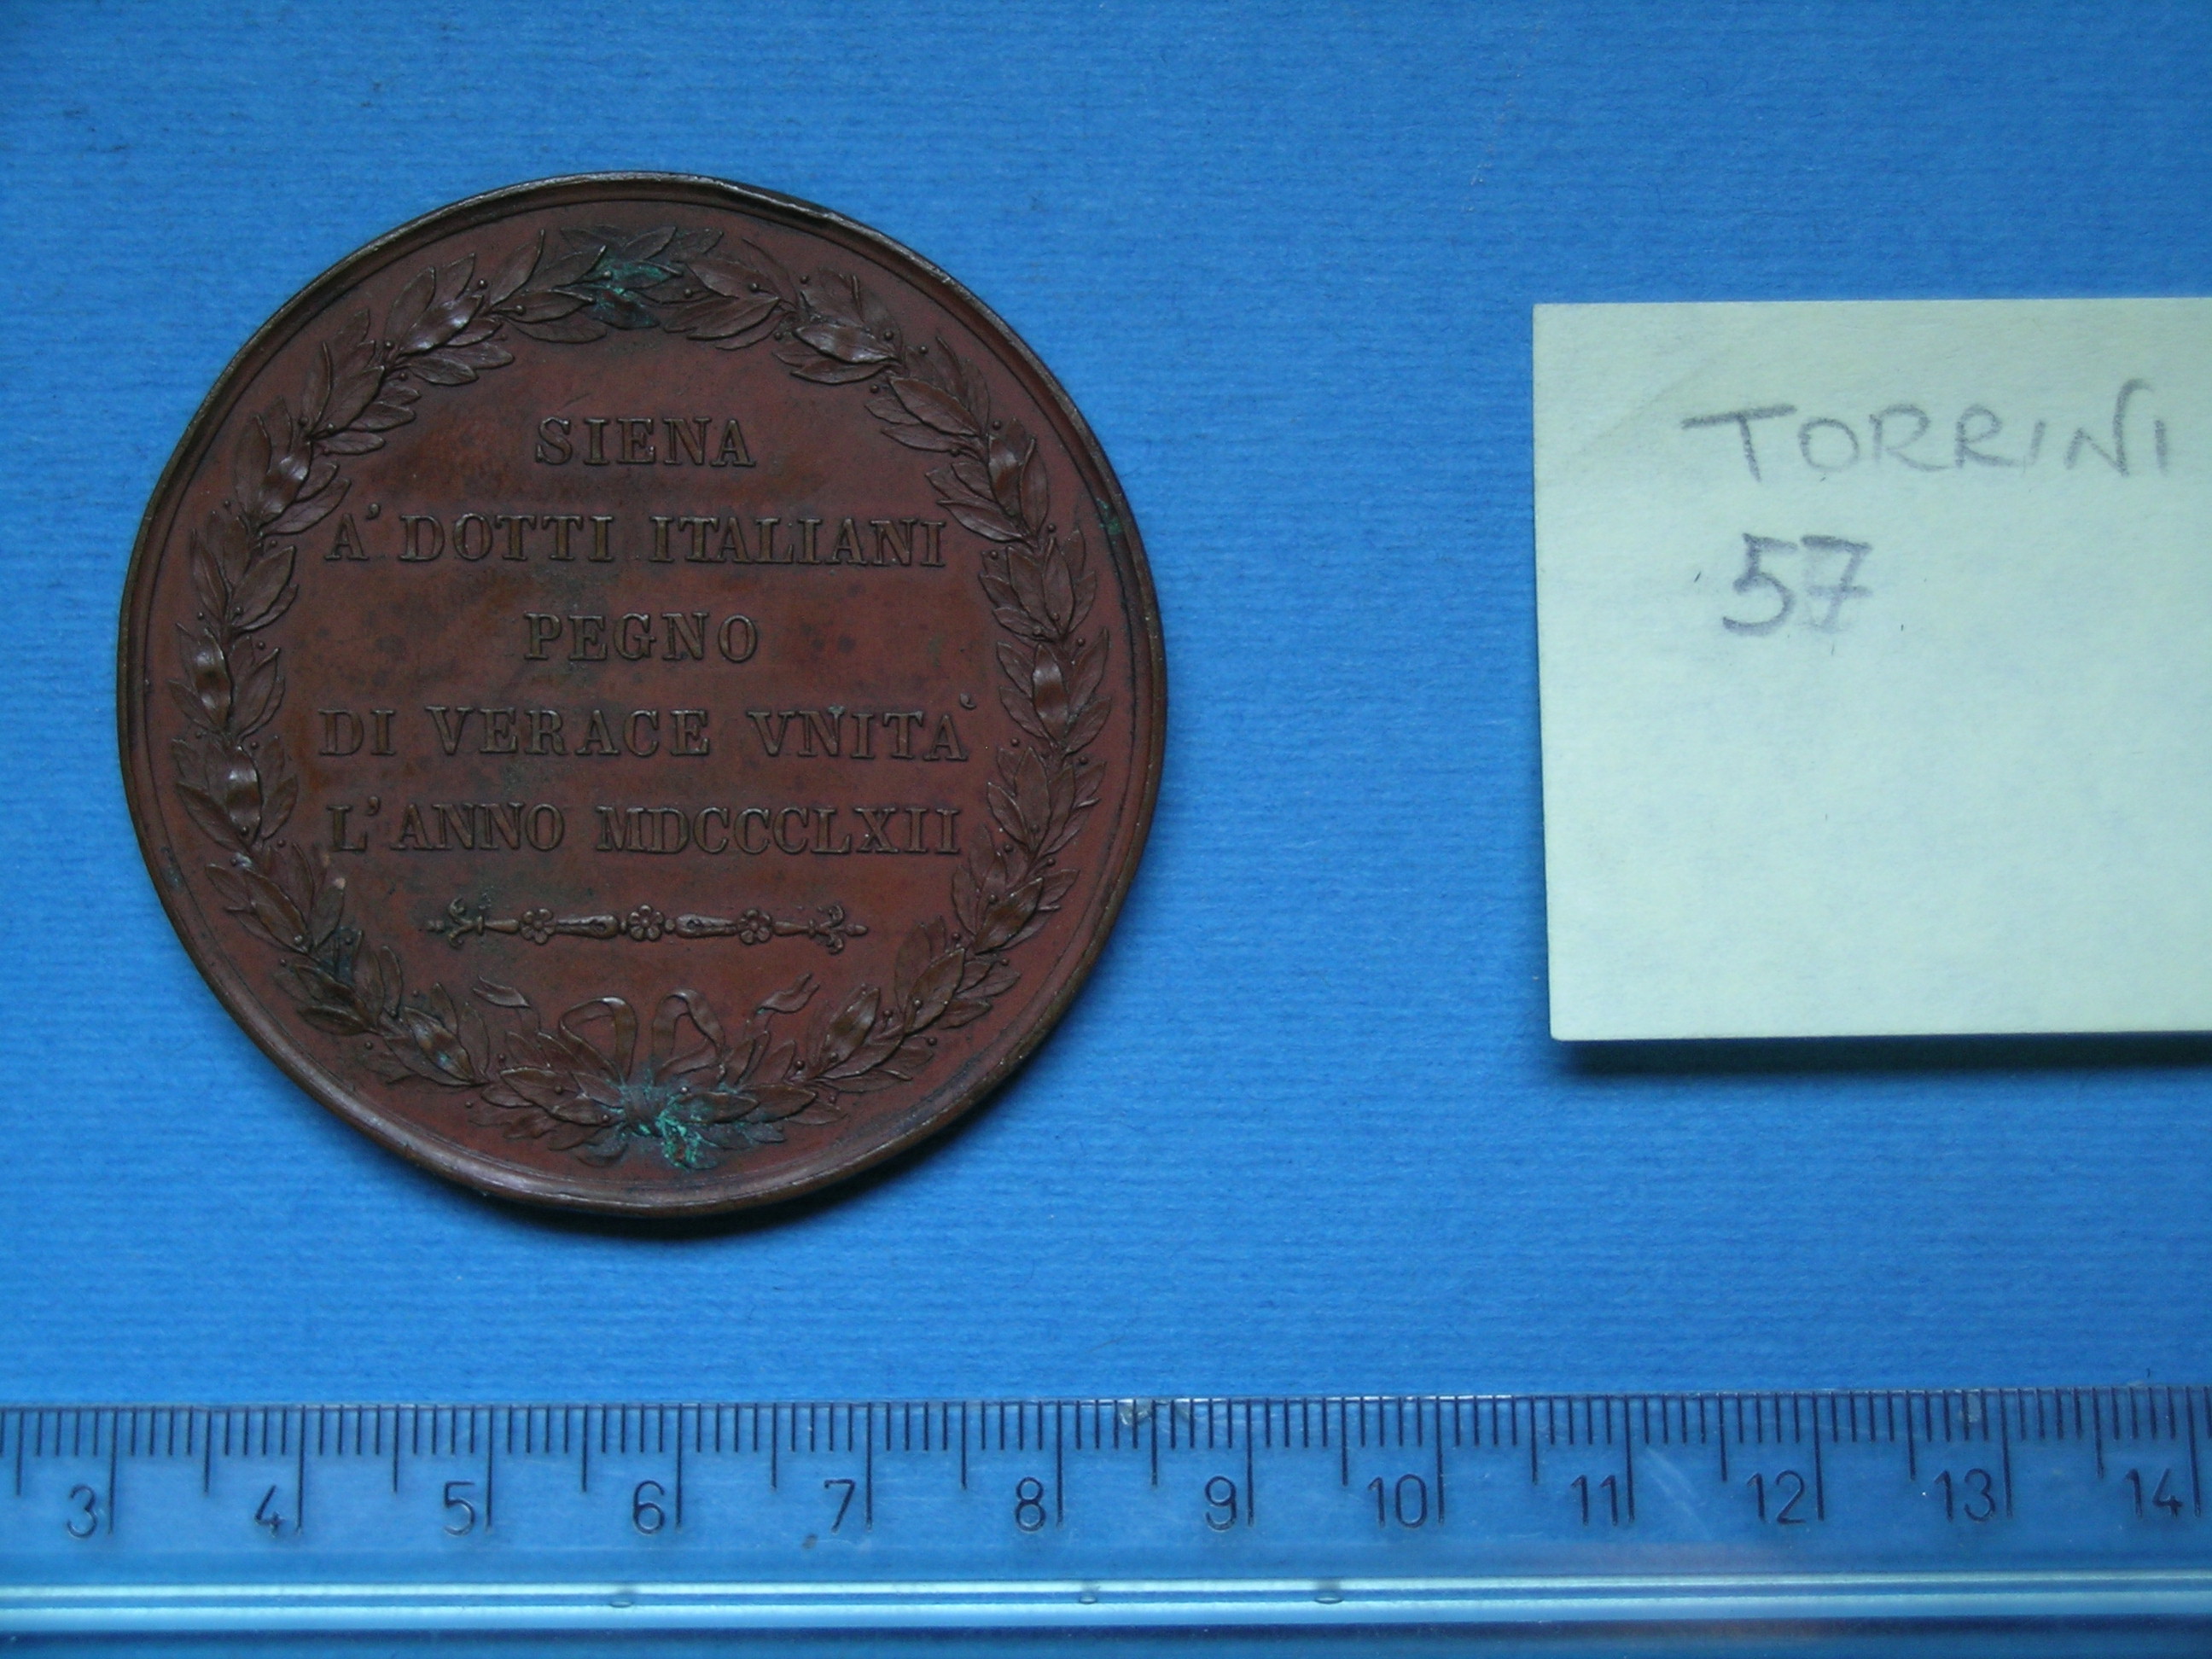 SIENA
A' DOTTI ITALIANI
PEGNO
DI VERACE VNITA'
L'ANNO MDCCCLXII
TORRINI
57
3 4 5 6 7 8 9 10 11 12 13 14